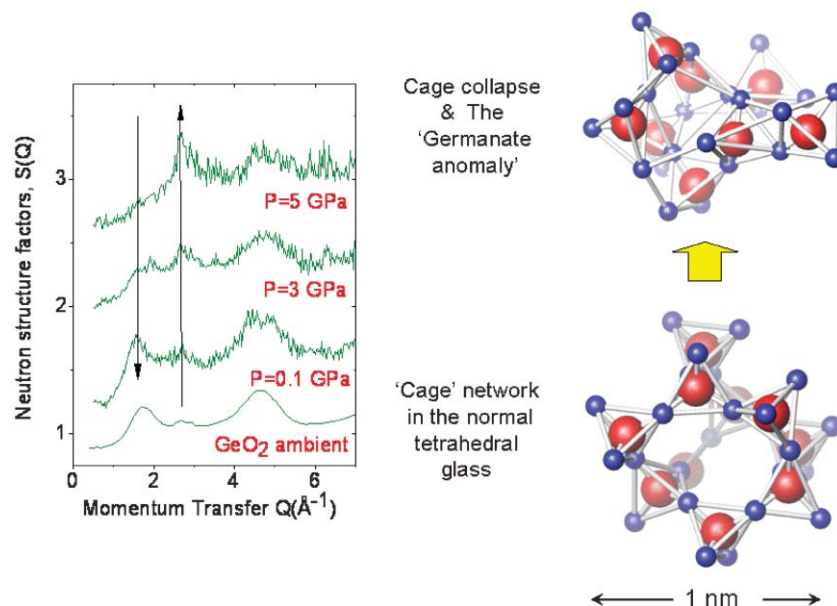 Neutron structure factors, S(Q)
3
2
1
P=5 GPa
P=3 GPa
P=0.1 GPa
GeO₂ ambient
0 2 4 6
Momentum Transfer Q(Å⁻¹)
Cage collapse
& The
‘Germanate
anomaly’
‘Cage’ network
in the normal
tetrahedral
glass
1 nm